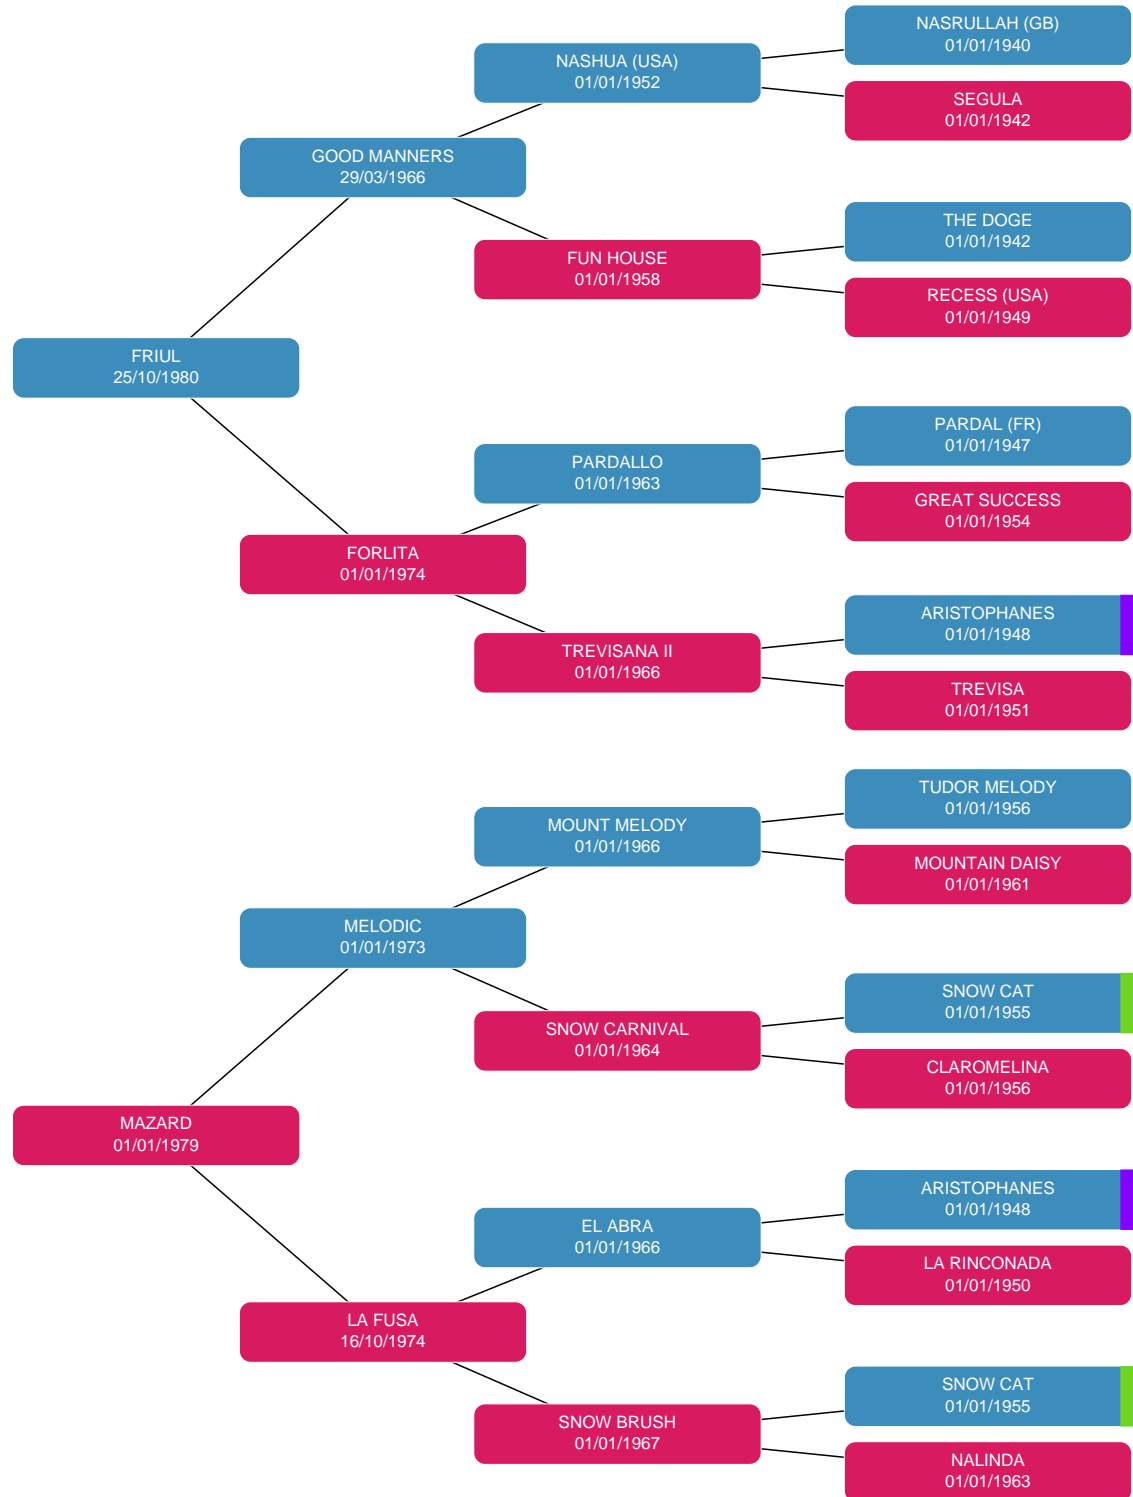 NASRULLAH (GB)
01/01/1940
NASHUA (USA)
01/01/1952
SEGULA
01/01/1942
GOOD MANNERS
29/03/1966
THE DOGE
01/01/1942
FUN HOUSE
01/01/1958
RECESS (USA)
01/01/1949
FRIUL
25/10/1980
PARDAL (FR)
01/01/1947
PARDALLO
01/01/1963
GREAT SUCCESS
01/01/1954
FORLITA
01/01/1974
ARISTOPHANES
01/01/1948
TREVISANA II
01/01/1966
TREVISA
01/01/1951
TUDOR MELODY
01/01/1956
MOUNT MELODY
01/01/1966
MOUNTAIN DAISY
01/01/1961
MELODIC
01/01/1973
SNOW CAT
01/01/1955
SNOW CARNIVAL
01/01/1964
CLAROMELINA
01/01/1956
MAZARD
01/01/1979
ARISTOPHANES
01/01/1948
EL ABRA
01/01/1966
LA RINCONADA
01/01/1950
LA FUSA
16/10/1974
SNOW CAT
01/01/1955
SNOW BRUSH
01/01/1967
NALINDA
01/01/1963